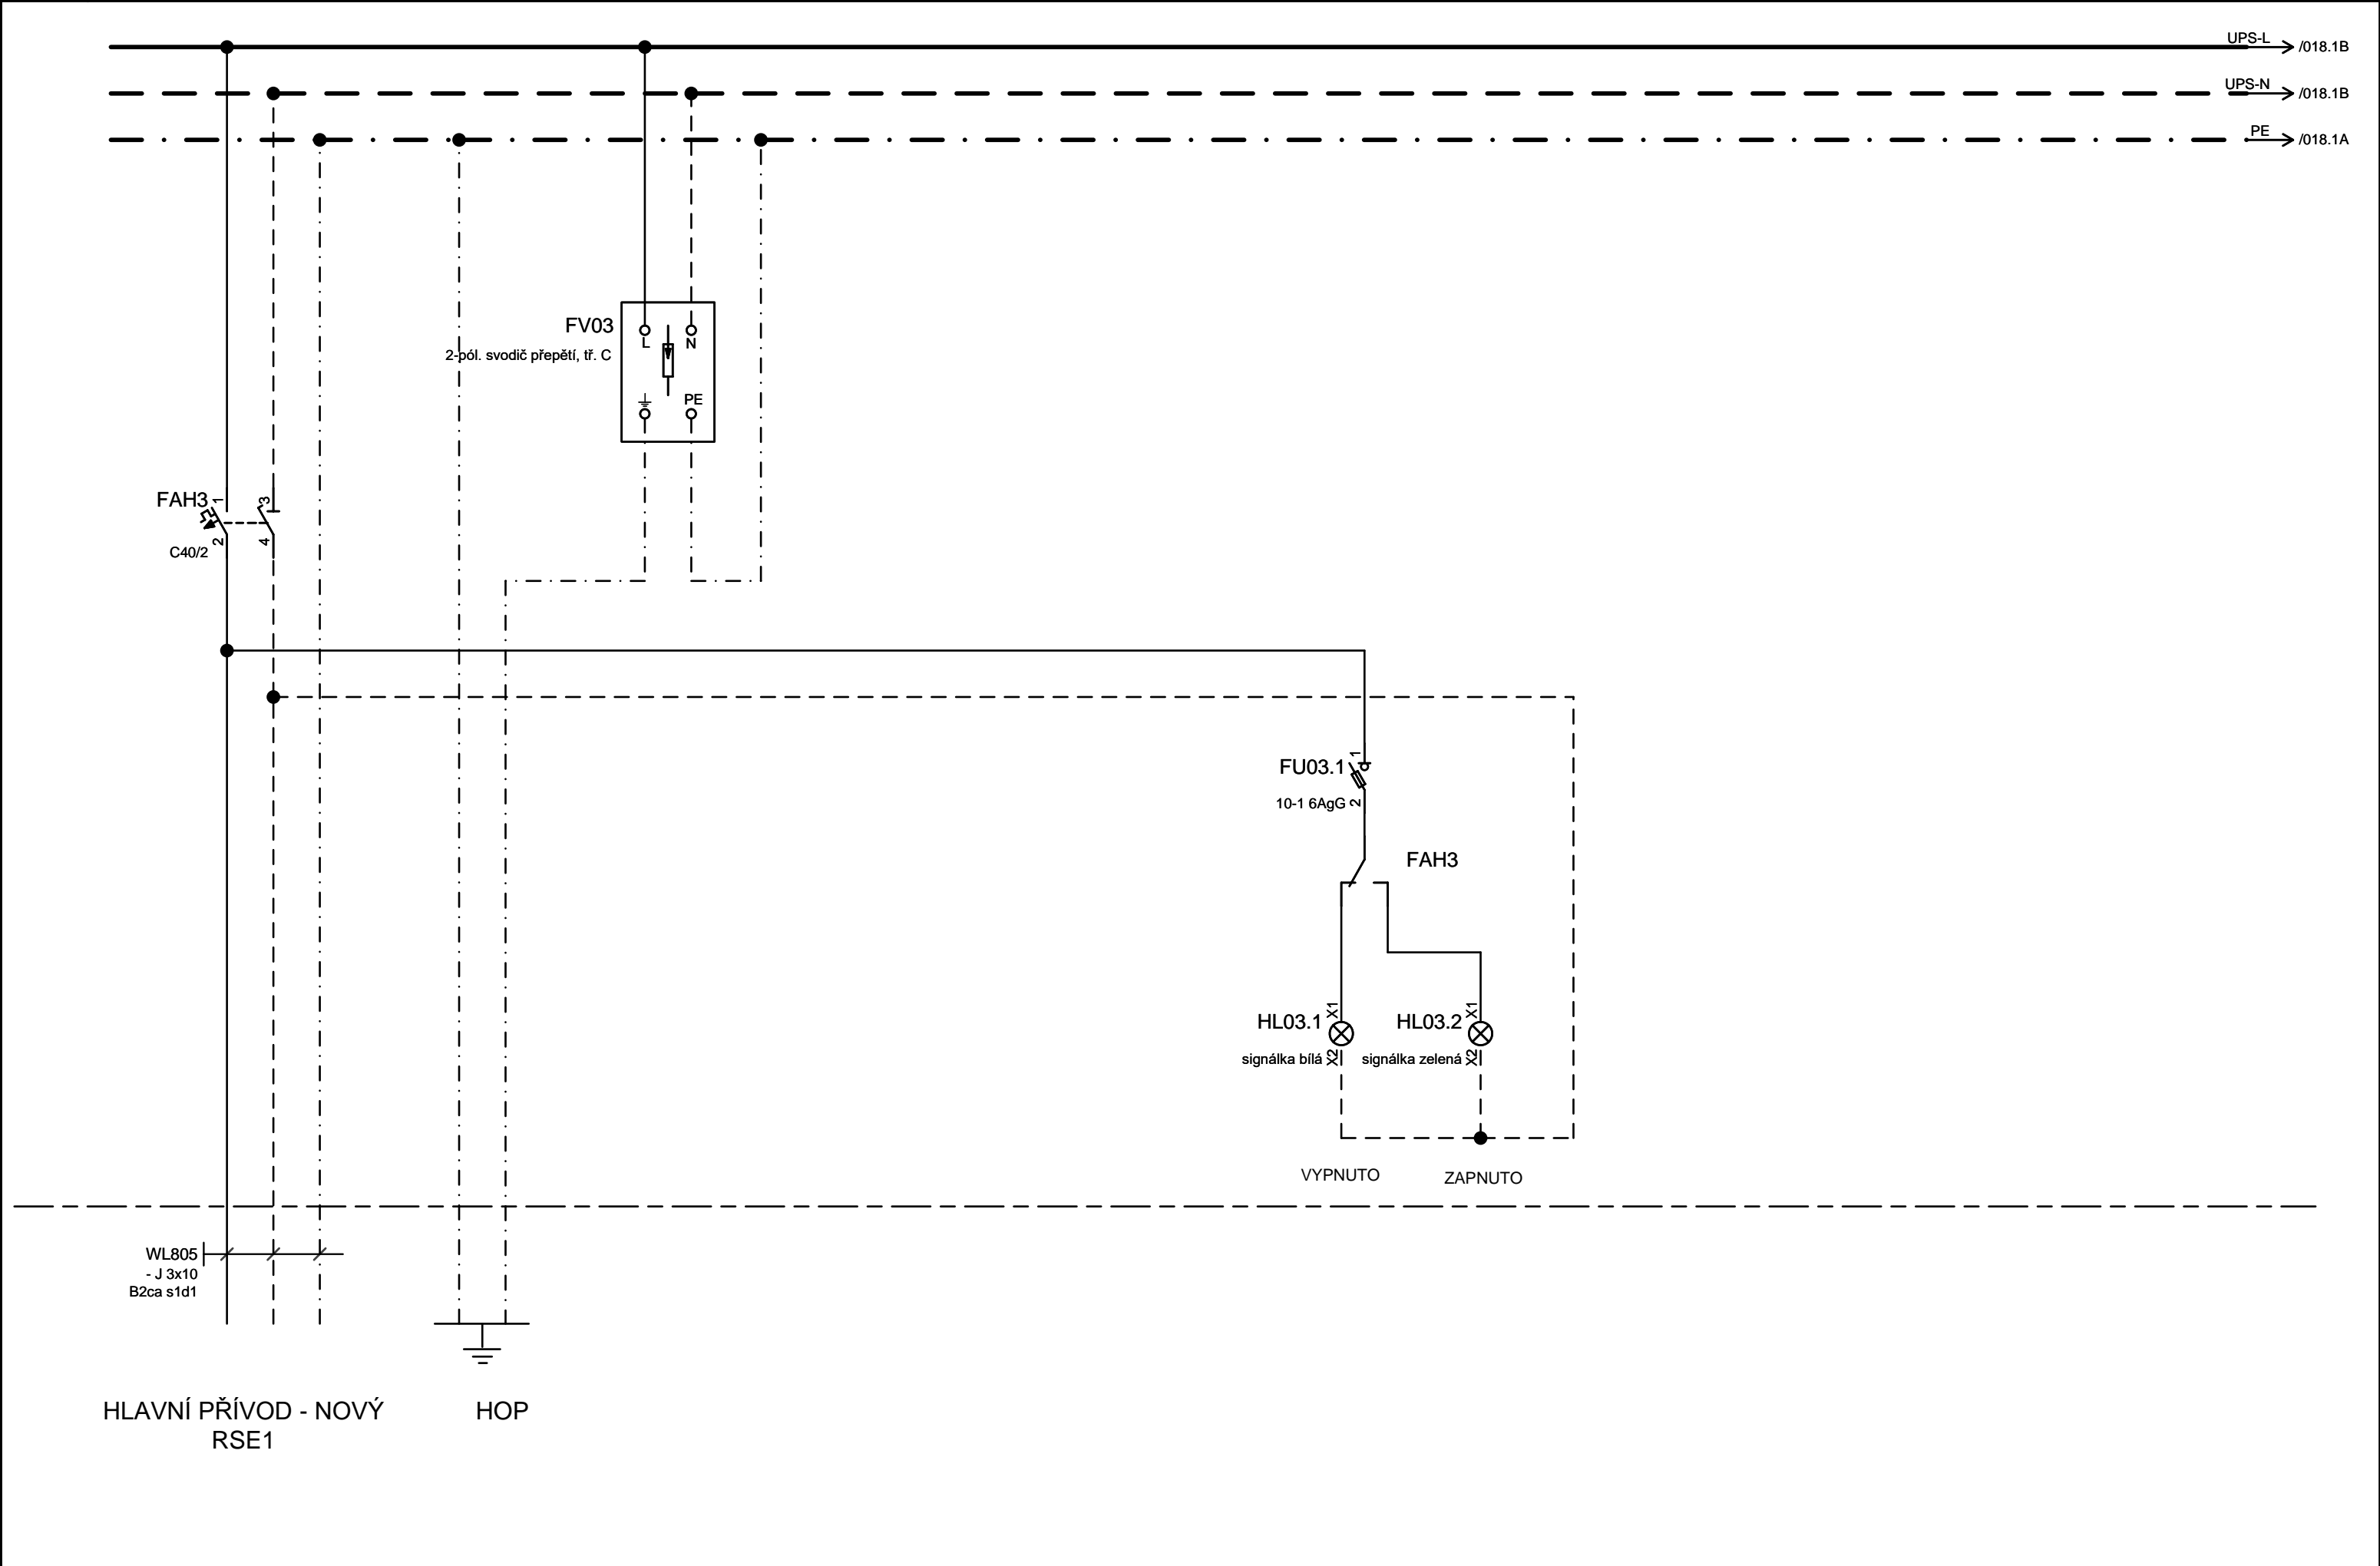 UPS-L
/018.1B
UPS-N
/018.1B
PE
/018.1A
FV03
2-pól. svodič přepětí, tř. C
L
N
PE
FAH3
1
3
2
4
C40/2
FU03.1
1
10-1 6AgG
2
FAH3
HL03.1
X1
signálka bílá
X2
HL03.2
X1
signálka zelená
X2
VYPNUTO
ZAPNUTO
WL805
- J 3x10
B2ca s1d1
HLAVNÍ PŘÍVOD - NOVÝ
RSE1
HOP